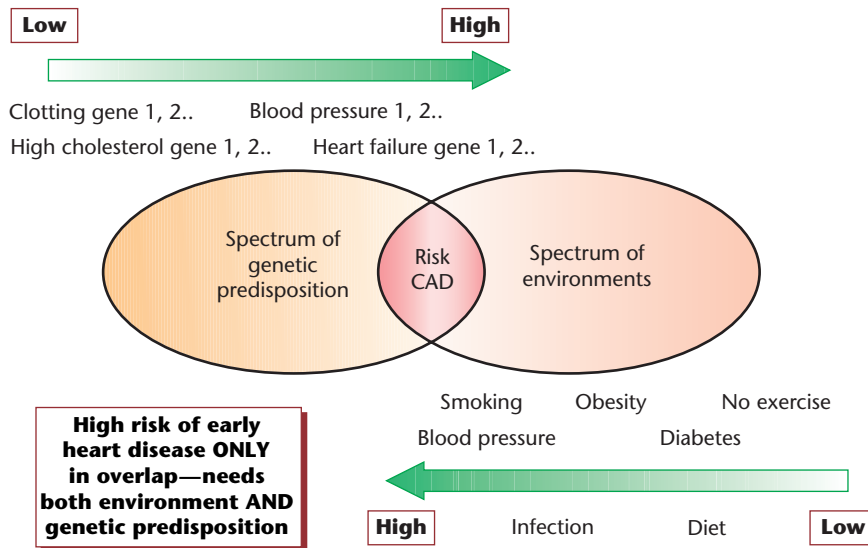 Low High
Clotting gene 1, 2.. Blood pressure 1, 2..
High cholesterol gene 1, 2.. Heart failure gene 1, 2..
Spectrum of
genetic
predisposition
Risk
CAD
Spectrum of
environments
Smoking Obesity No exercise
Blood pressure Diabetes
High Infection Diet Low
High risk of early
heart disease ONLY
in overlap—needs
both environment AND
genetic predisposition